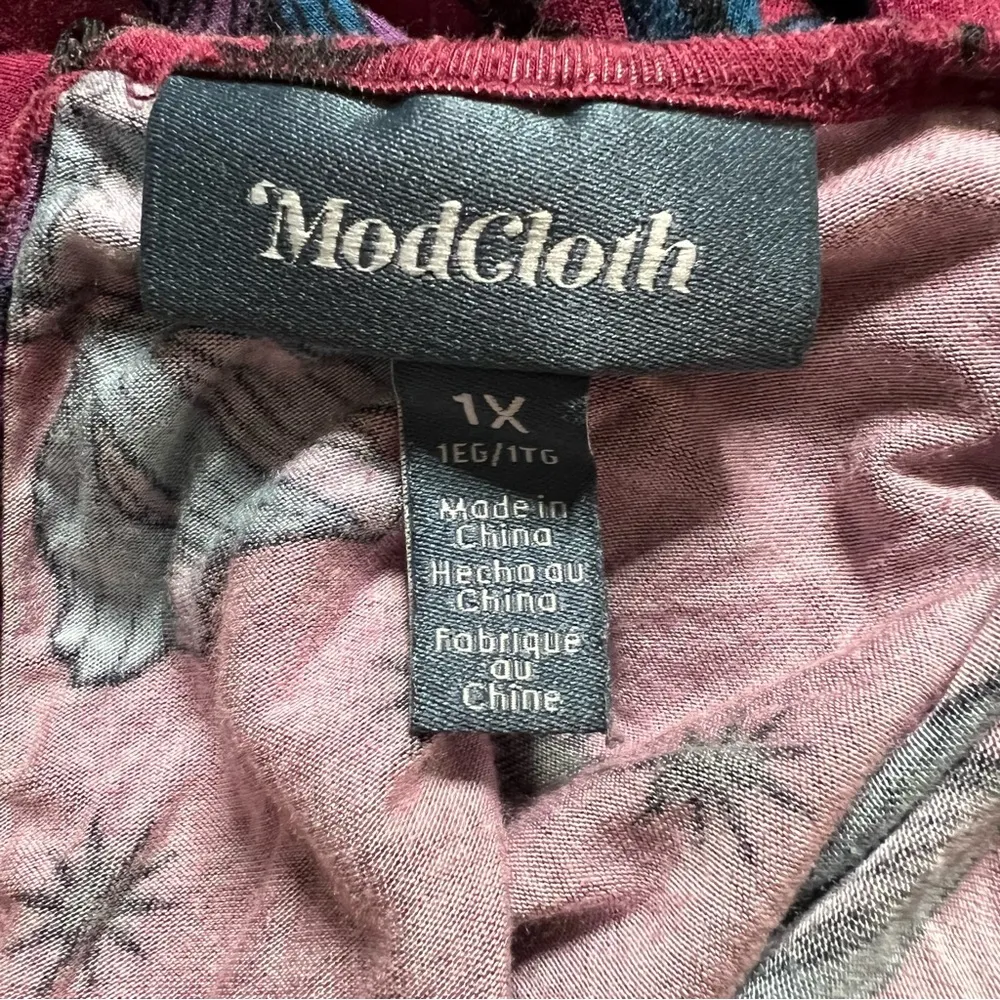 'ModCloth
1X
1EG/1TG
Made in
China
Hecho au
China
Fabrique
au
Chine